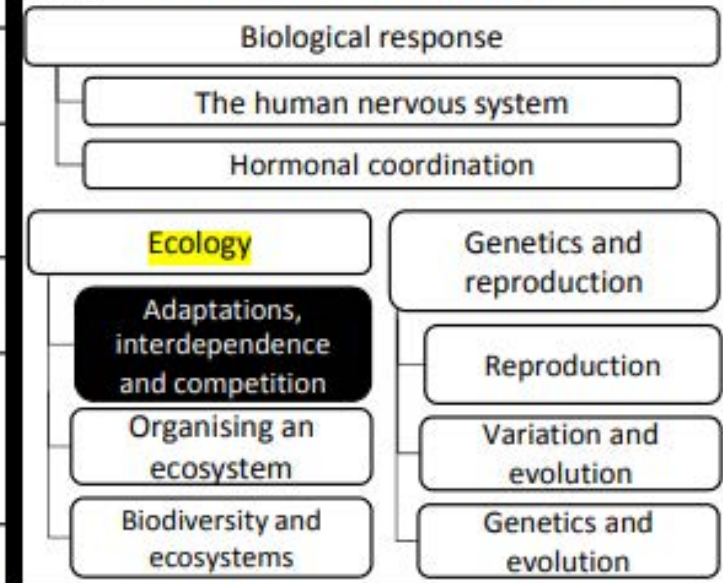 Biological response
The human nervous system
Hormonal coordination
Ecology
Adaptations,
interdependence
and competition
Organising an
ecosystem
Biodiversity and
ecosystems
Genetics and
reproduction
Reproduction
Variation and
evolution
Genetics and
evolution